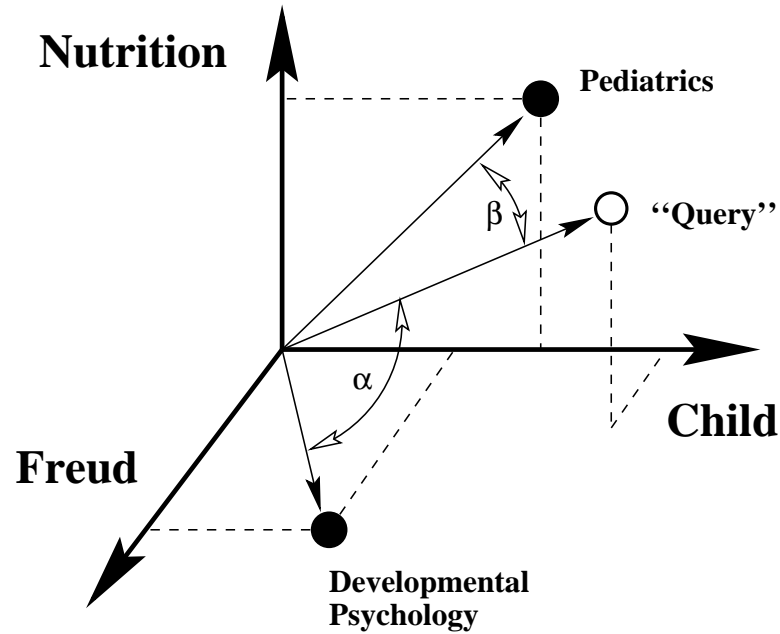 Nutrition
Pediatrics
β
“Query”
α
Child
Freud
Developmental
Psychology